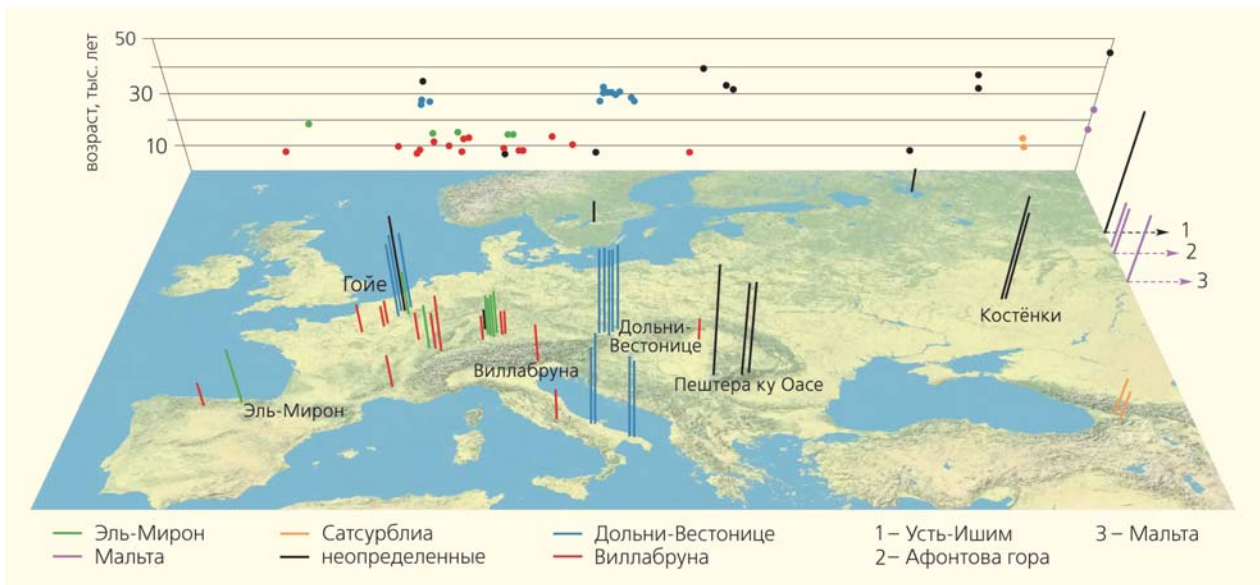 возраст, тыс. лет
50
30
10
Гойе
Дольни-
Вестонице
Виллабруна
Пештера ку Оасе
Эль-Мирон
Костёнки
1
2
3
Эль-Мирон
Сатсурблиа
Дольни-Вестонице
1 – Усть-Ишим
3 – Мальта
Мальта
неопределенные
Виллабруна
2 – Афонтова гора